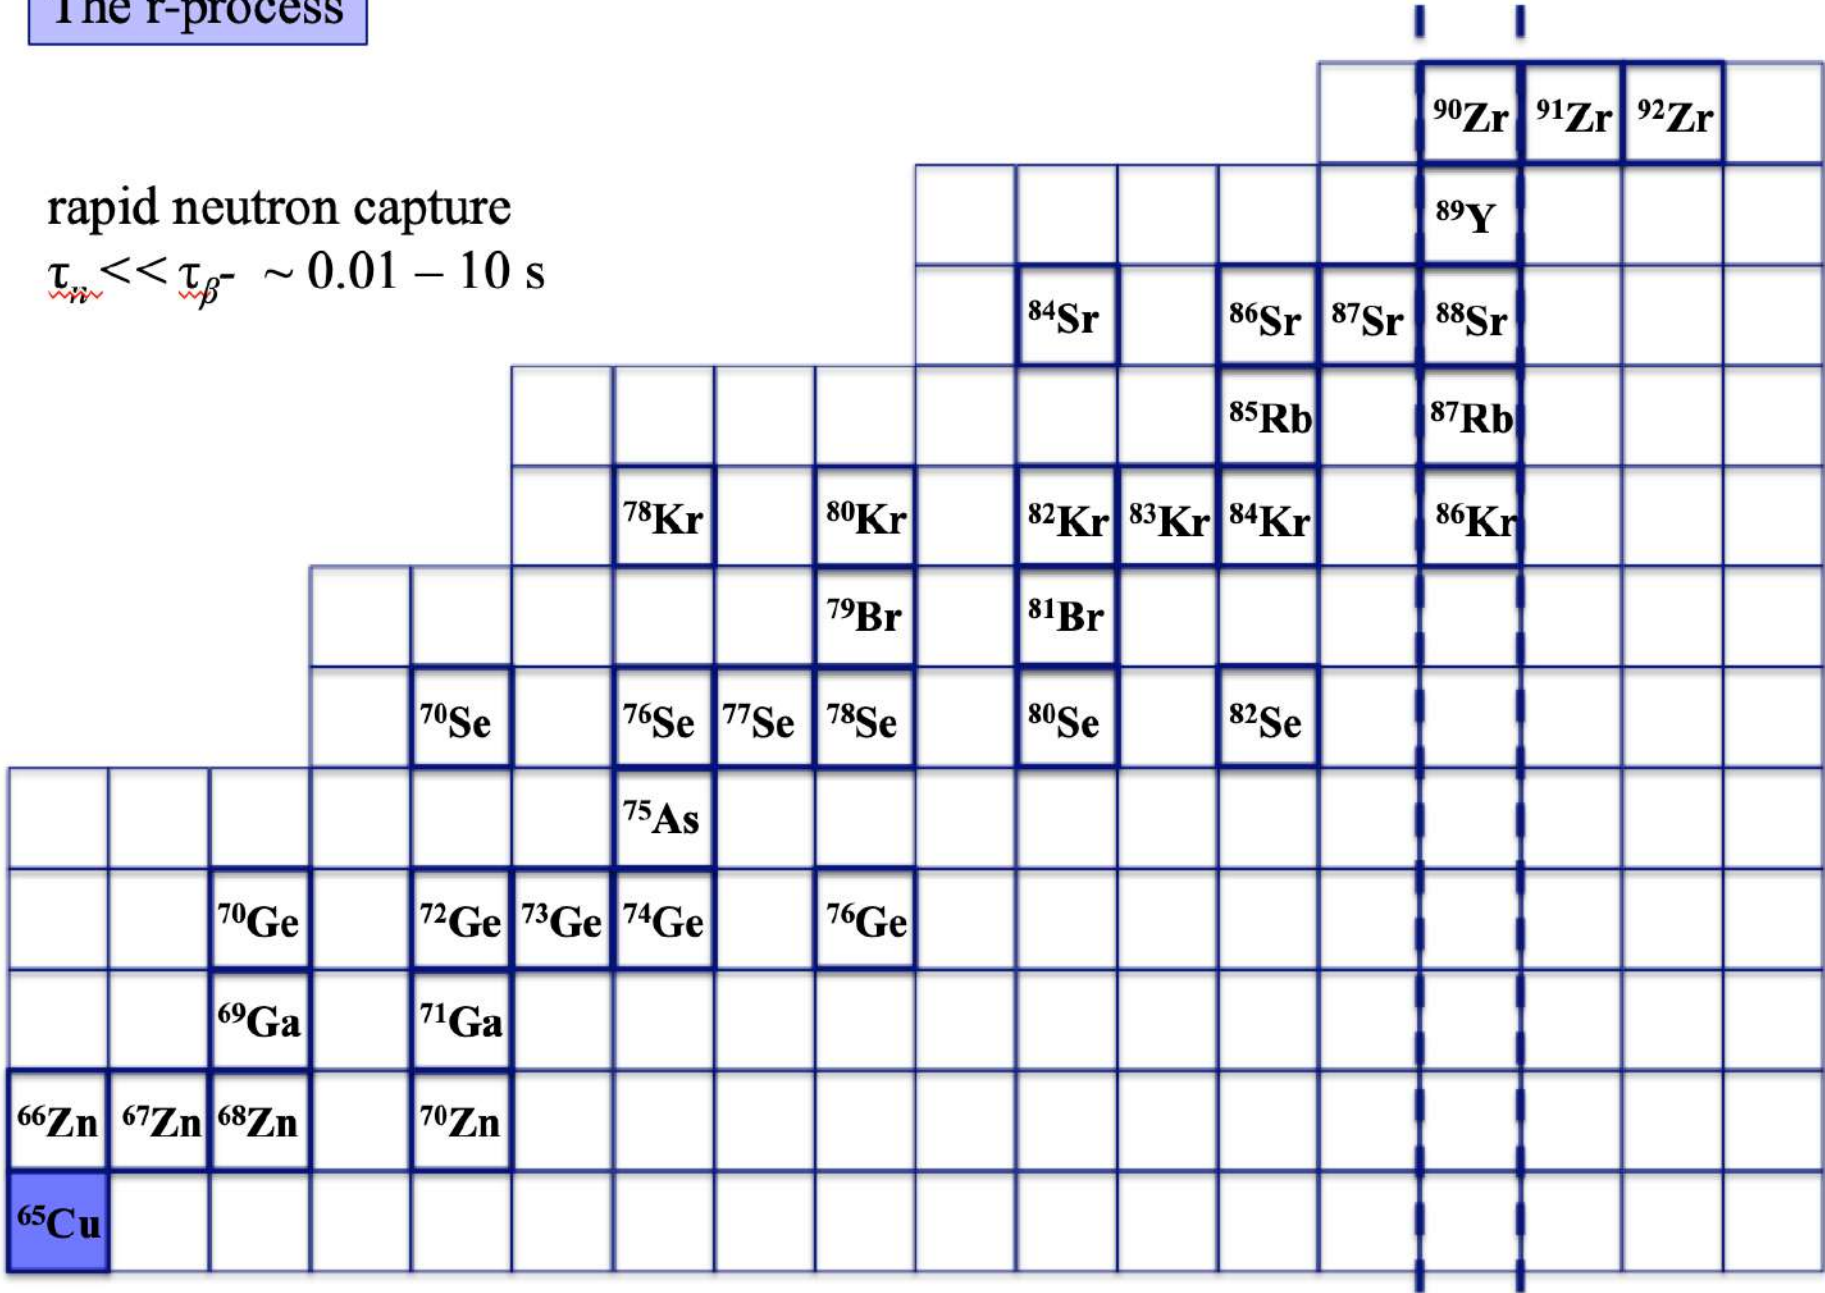 The r-process
rapid neutron capture
τₙ << τᵦ- ~ 0.01 – 10 s
⁹⁰Zr ⁹¹Zr ⁹²Zr
⁸⁹Y
⁸⁴Sr ⁸⁶Sr ⁸⁷Sr ⁸⁸Sr
⁸⁵Rb ⁸⁷Rb
⁷⁸Kr ⁸⁰Kr ⁸²Kr ⁸³Kr ⁸⁴Kr ⁸⁶Kr
⁷⁹Br ⁸¹Br
⁷⁰Se ⁷⁶Se ⁷⁷Se ⁷⁸Se ⁸⁰Se ⁸²Se
⁷⁵As
⁷⁰Ge ⁷²Ge ⁷³Ge ⁷⁴Ge ⁷⁶Ge
⁶⁹Ga ⁷¹Ga
⁶⁶Zn ⁶⁷Zn ⁶⁸Zn ⁷⁰Zn
⁶⁵Cu